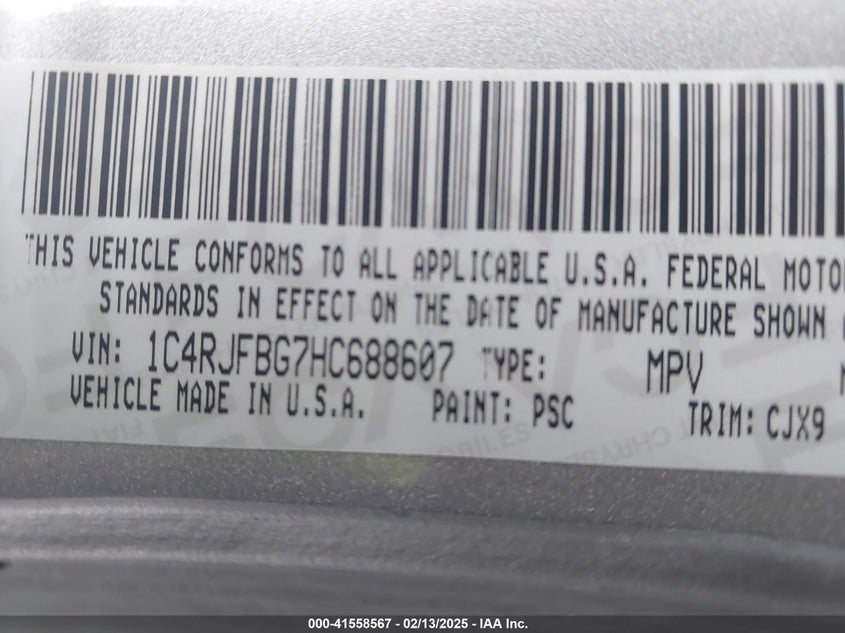 THIS VEHICLE CONFORMS TO ALL APPLICABLE U.S.A. FEDERAL MOTO
STANDARDS IN EFFECT ON THE DATE OF MANUFACTURE SHOWN
VIN: 1C4RJFBG7HC688607 TYPE: MPV
VEHICLE MADE IN U.S.A. PAINT: PSC TRIM: CJX9
000-41558567 — 02/13/2025 — IAA Inc.